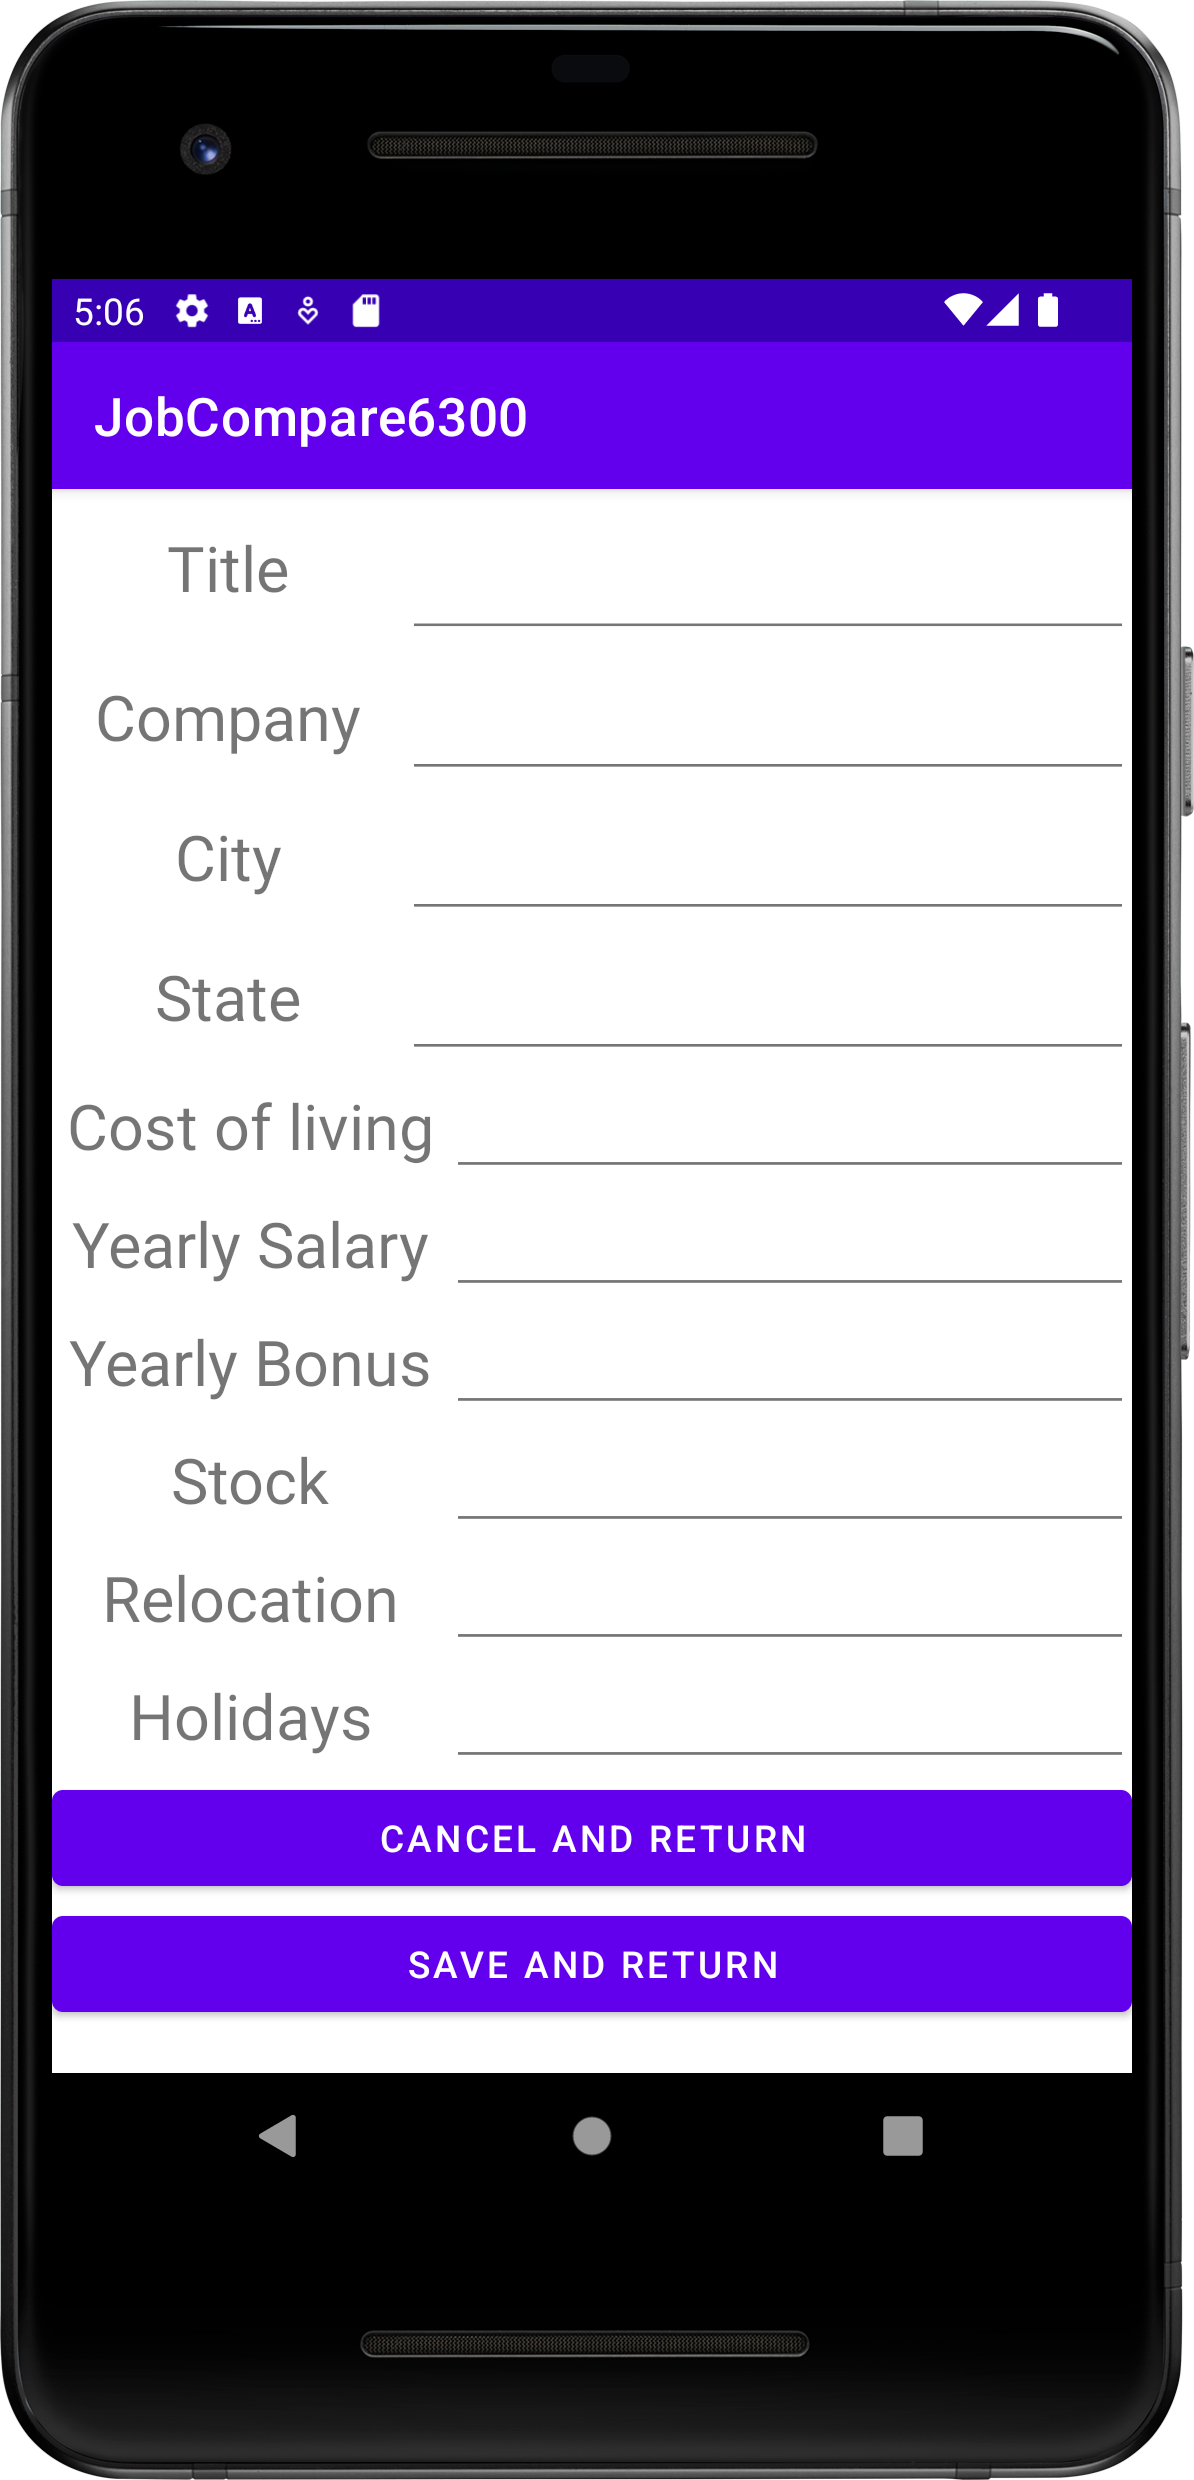 5:06
JobCompare6300
Title
Company
City
State
Cost of living
Yearly Salary
Yearly Bonus
Stock
Relocation
Holidays
CANCEL AND RETURN
SAVE AND RETURN